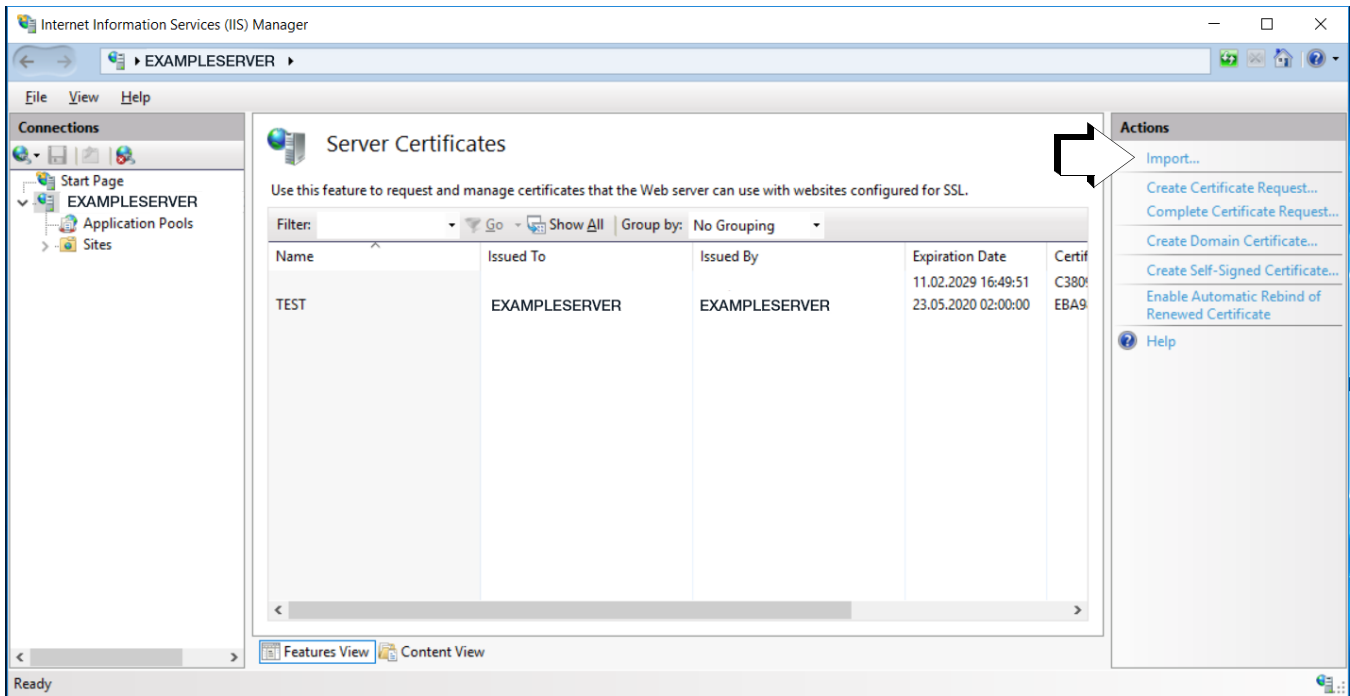 Internet Information Services (IIS) Manager
EXAMPLESERVER
File View Help
Connections
Start Page
EXAMPLESERVER
Application Pools
Sites
Server Certificates
Use this feature to request and manage certificates that the Web server can use with websites configured for SSL.
Filter: Go Show All Group by: No Grouping
Name Issued To Issued By Expiration Date Certif
11.02.2029 16:49:51 C3809
TEST EXAMPLESERVER EXAMPLESERVER 23.05.2020 02:00:00 EBA9
Features View Content View
Actions
Import...
Create Certificate Request...
Complete Certificate Request...
Create Domain Certificate...
Create Self-Signed Certificate...
Enable Automatic Rebind of
Renewed Certificate
Help
Ready